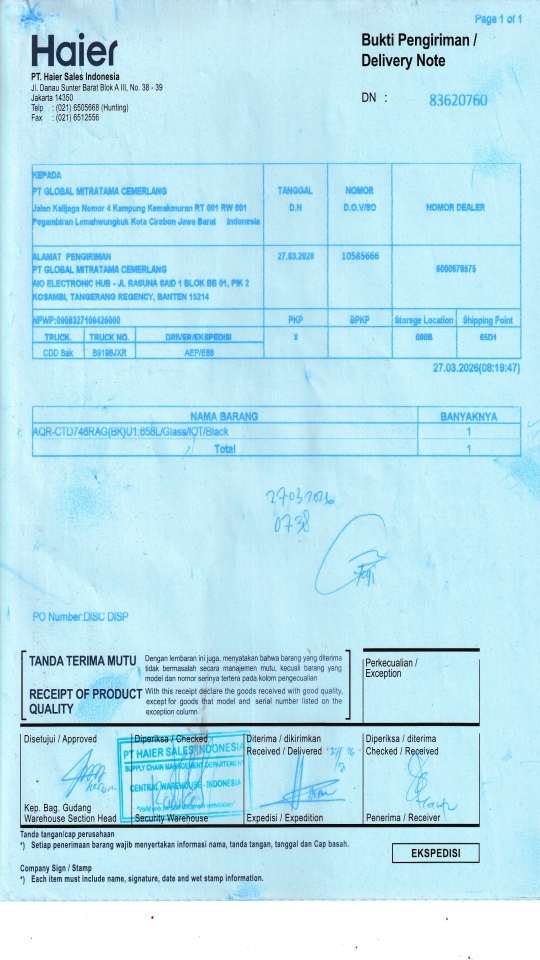 Page 1 of 1
Haier
Bukti Pengiriman /
Delivery Note
PT. Haier Sales Indonesia
Jl. Danau Sunter Barat Blok A III, No. 38 - 39
Jakarta 14350
Telp : (021) 6505668 (Hunting)
Fax : (021) 6512556
DN : 83620760
KEPADA
PT GLOBAL MITRATAMA CEMERLANG
Jalan Kalijaga Nomor 4 Kampung Kemakmuran RT 001 RW 001
Pegambiran Lemahwungkuk Kota Cirebon Jawa Barat Indonesia
TANGGAL
D.N
NOMOR
D.O.V/SO
NOMOR DEALER
ALAMAT PENGIRIMAN
PT GLOBAL MITRATAMA CEMERLANG
AIO ELECTRONIC HUB - JL RASUNA SAID 1 BLOK BB 01, PIK 2
KOSAMBI, TANGERANG REGENCY, BANTEN 15214
27.03.2026
10585666
NPWP:
PKP
BPKP
Storege Location
Shipping Point
TRUCK.
TRUCK NO.
DRIVER/EKSPEDISI
X
CDD Bak
B9198JXR
27.03.2026(08:19:47)
NAMA BARANG
BANYAKNYA
AQR-CTD746RAG(BK)U1:658L/Glass/IOT/Black
1
Total
1
27.03.2026
0738
PO Number:DISC DISP
TANDA TERIMA MUTU
Dengan lembaran ini juga, menyatakan bahwa barang yang diterima
tidak bermasalah secara manajemen mutu, kecuali barang yang
model dan nomor serinya tertera pada kolom pengecualian
RECEIPT OF PRODUCT
QUALITY
With this receipt declare the goods received with good quality,
except for goods that model and serial number listed on the
exception column
Perkecualian /
Exception
Disetujui / Approved
Diperiksa / Checked
Diterima / dikirimkan
Received / Delivered
Diperiksa / diterima
Checked / Received
PT HAIER SALES INDONESIA
SUPPLY CHAIN MANAGEMENT DEPARTEMENT
CENTRAL WAREHOUSE - INDONESIA
Kep. Bag. Gudang
Warehouse Section Head
Security Warehouse
Expedisi / Expedition
Penerima / Receiver
Tanda tangan/cap perusahaan
*) Setiap penerimaan barang wajib menyertakan informasi nama, tanda tangan, tanggal dan Cap basah.
EKSPEDISI
Company Sign / Stamp
*) Each item must include name, signature, date and wet stamp information.